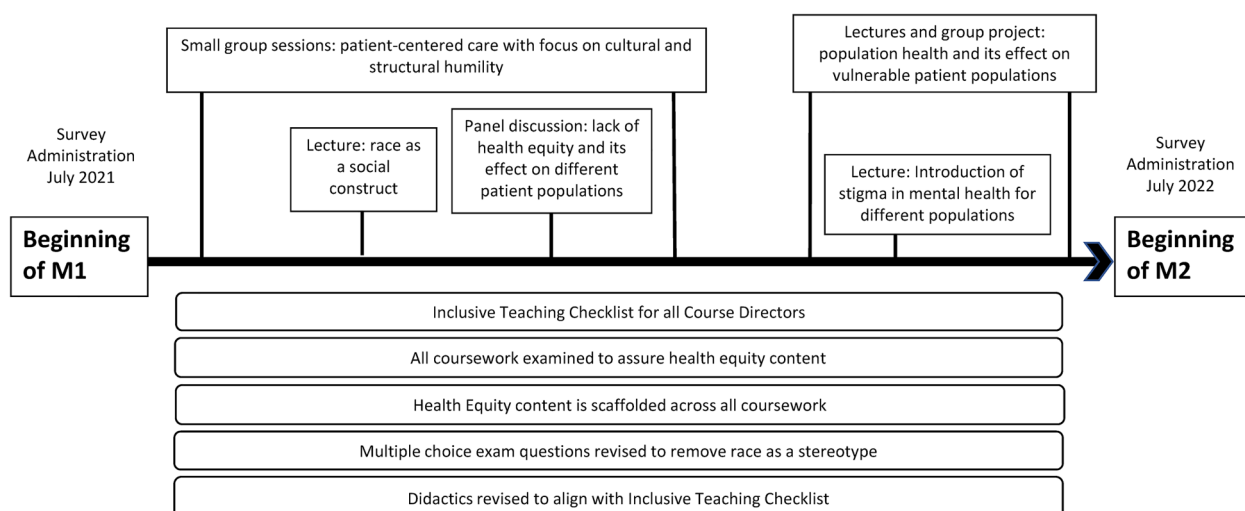 Small group sessions: patient-centered care with focus on cultural and
structural humility
Lectures and group project:
population health and its effect on
vulnerable patient populations
Survey
Administration
July 2021
Lecture: race as
a social
construct
Panel discussion: lack of
health equity and its
effect on different
patient populations
Lecture: Introduction of
stigma in mental health for
different populations
Survey
Administration
July 2022
Beginning
of M1
Beginning
of M2
Inclusive Teaching Checklist for all Course Directors
All coursework examined to assure health equity content
Health Equity content is scaffolded across all coursework
Multiple choice exam questions revised to remove race as a stereotype
Didactics revised to align with Inclusive Teaching Checklist